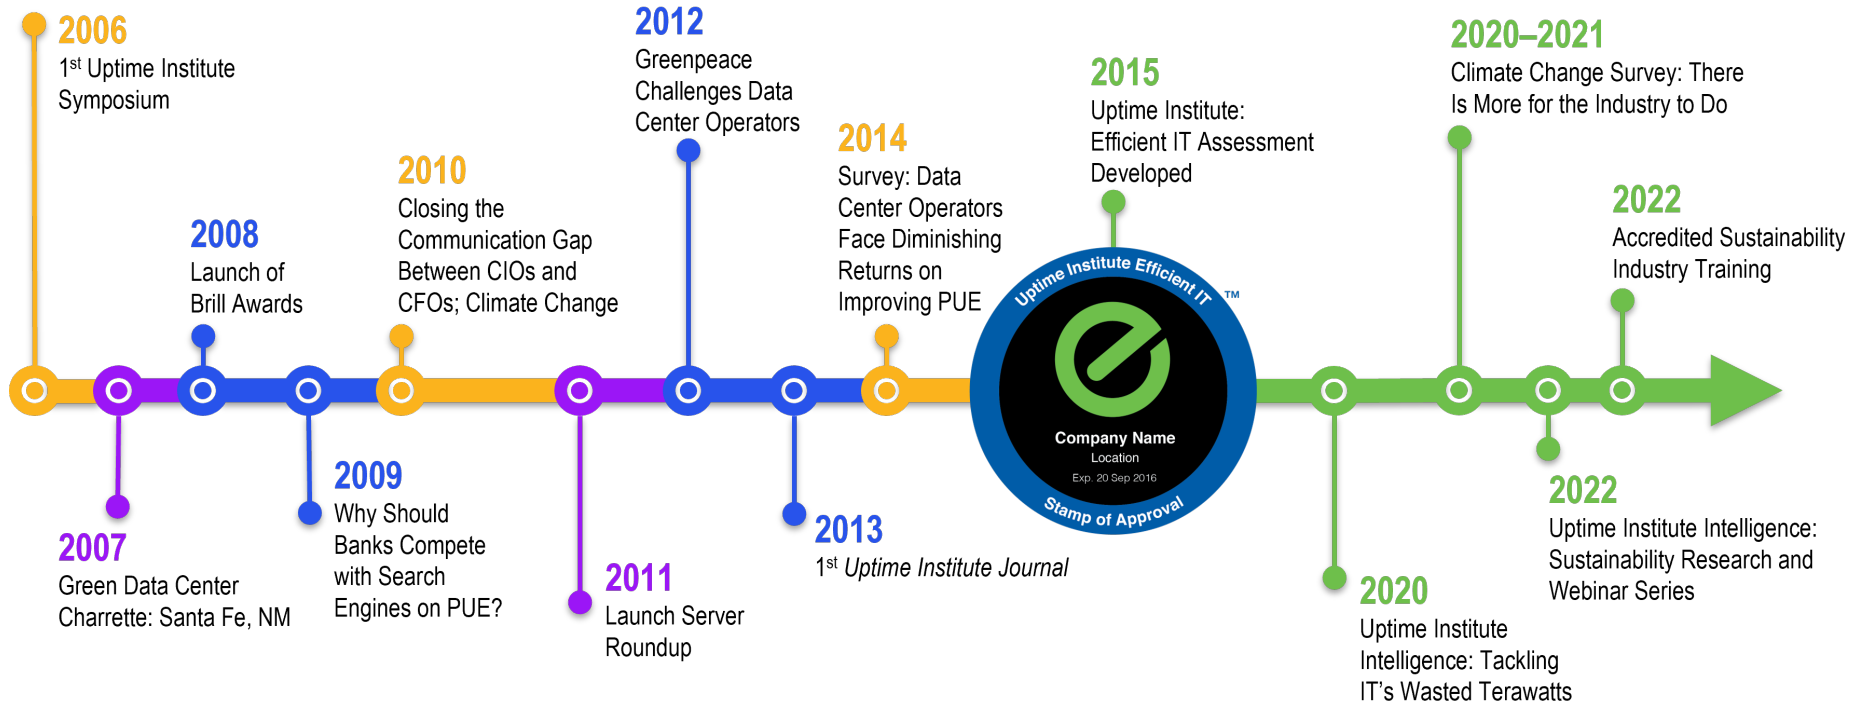 2006
1st Uptime Institute
Symposium
2007
Green Data Center
Charrette: Santa Fe, NM
2008
Launch of
Brill Awards
2009
Why Should
Banks Compete
with Search
Engines on PUE?
2010
Closing the
Communication Gap
Between CIOs and
CFOs; Climate Change
2011
Launch Server
Roundup
2012
Greenpeace
Challenges Data
Center Operators
2013
1st Uptime Institute Journal
2014
Survey: Data
Center Operators
Face Diminishing
Returns on
Improving PUE
2015
Uptime Institute:
Efficient IT Assessment
Developed
Uptime Institute Efficient IT
™
Company Name
Location
Exp. 20 Sep 2016
Stamp of Approval
2020
Uptime Institute
Intelligence: Tackling
IT’s Wasted Terawatts
2020–2021
Climate Change Survey: There
Is More for the Industry to Do
2022
Uptime Institute Intelligence:
Sustainability Research and
Webinar Series
2022
Accredited Sustainability
Industry Training